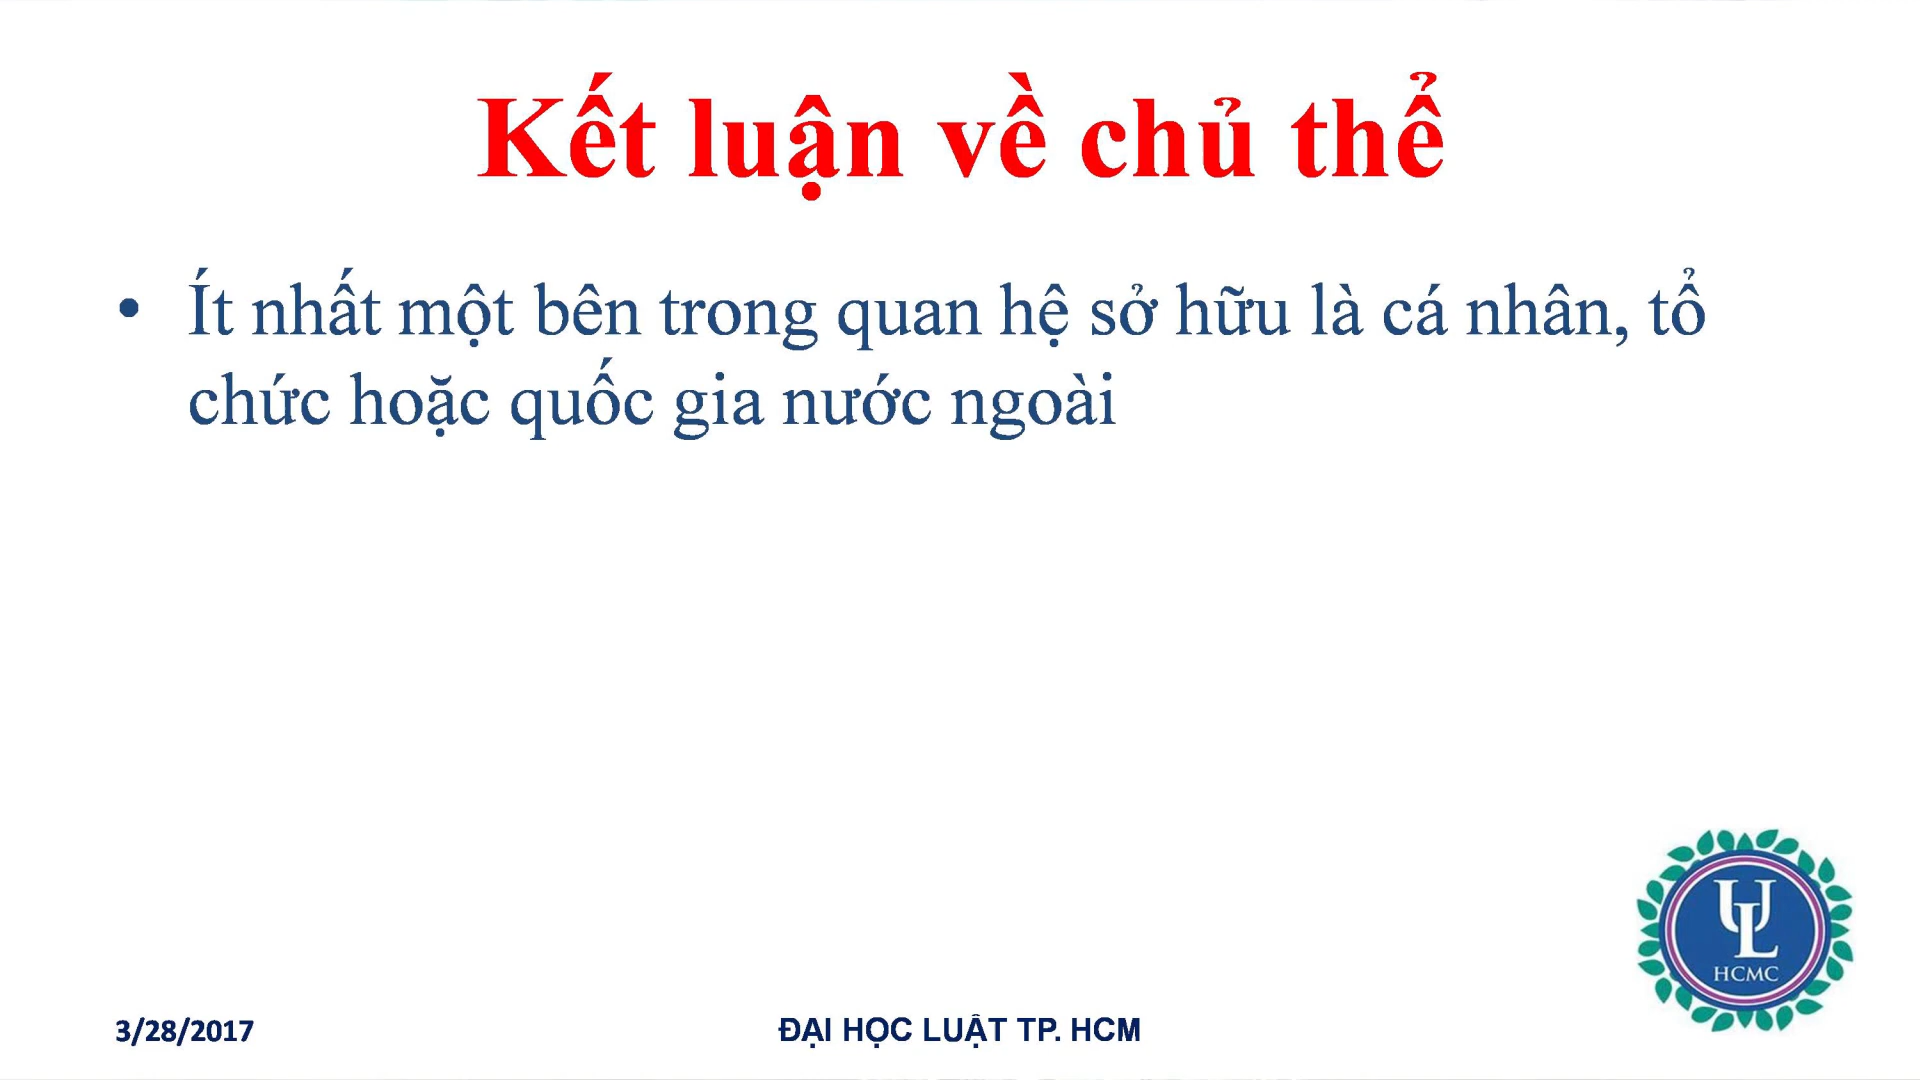 Kết luận về chủ thể
• Ít nhất một bên trong quan hệ sở hữu là cá nhân, tổ
chức hoặc quốc gia nước ngoài
UL
HCMC
3/28/2017
ĐẠI HỌC LUẬT TP. HCM